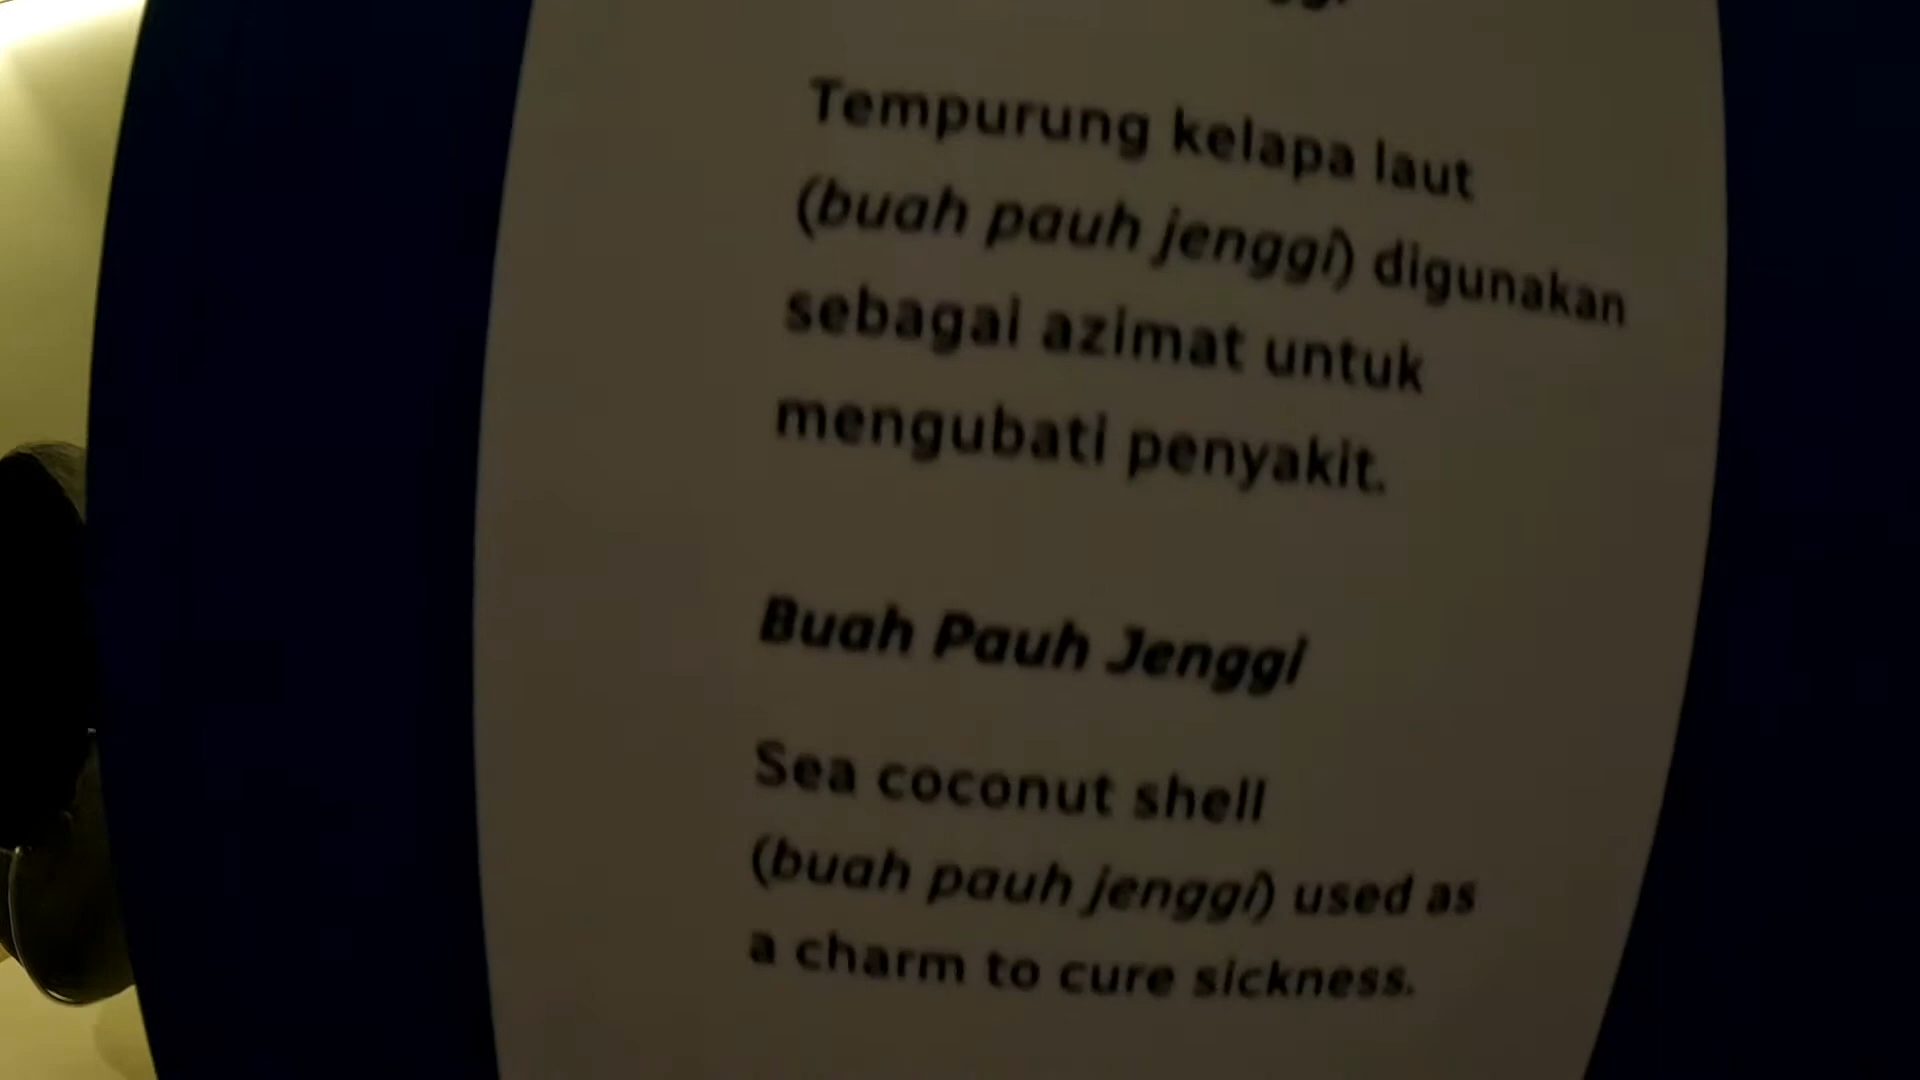 Tempurung kelapa laut
(buah pauh jenggi) digunakan
sebagai azimat untuk
mengubati penyakit.
Buah Pauh Jenggi
Sea coconut shell
(buah pauh jenggi) used as
a charm to cure sickness.